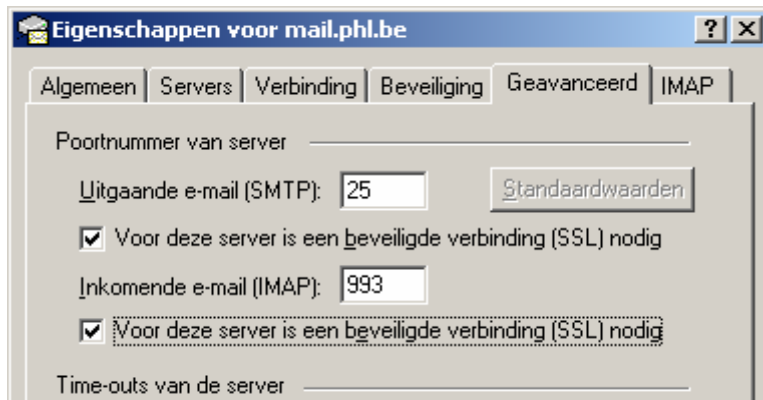 Eigenschappen voor mail.phl.be
Algemeen Servers Verbinding Beveiliging Geavanceerd IMAP
Poortnummer van server
Uitgaande e-mail (SMTP): 25 Standaardwaarden
Voor deze server is een beveiligde verbinding (SSL) nodig
Inkomende e-mail (IMAP): 993
Voor deze server is een beveiligde verbinding (SSL) nodig
Time-outs van de server